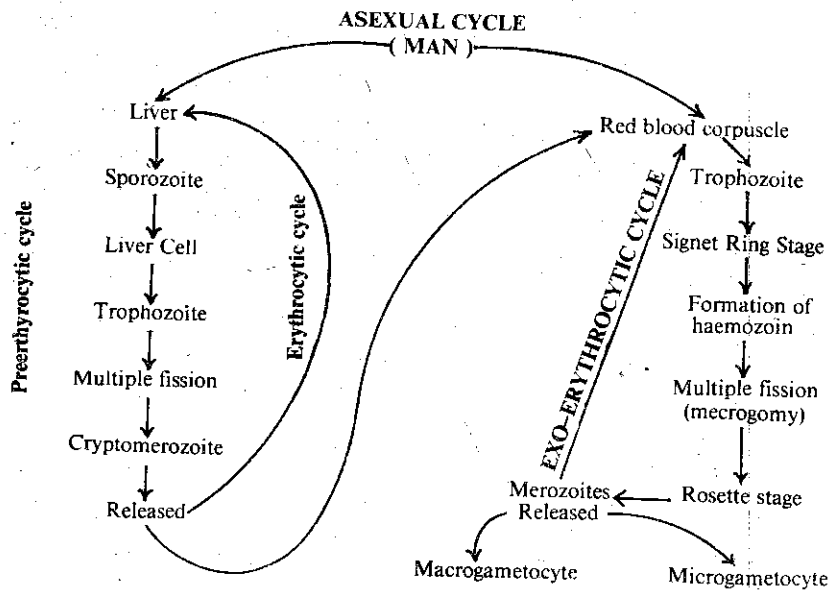 ASEXUAL CYCLE
( MAN )
Liver
Sporozoite
Liver Cell
Trophozoite
Multiple fission
Cryptomerozoite
Released
Preerthyrocytic cycle
Erythrocytic cycle
Red blood corpuscle
Trophozoite
Signet Ring Stage
Formation of
haemozoin
Multiple fission
(mecrogomy)
Rosette stage
Merozoites
Released
EXO-ERYTHROCYTIC CYCLE
Macrogametocyte
Microgametocyte